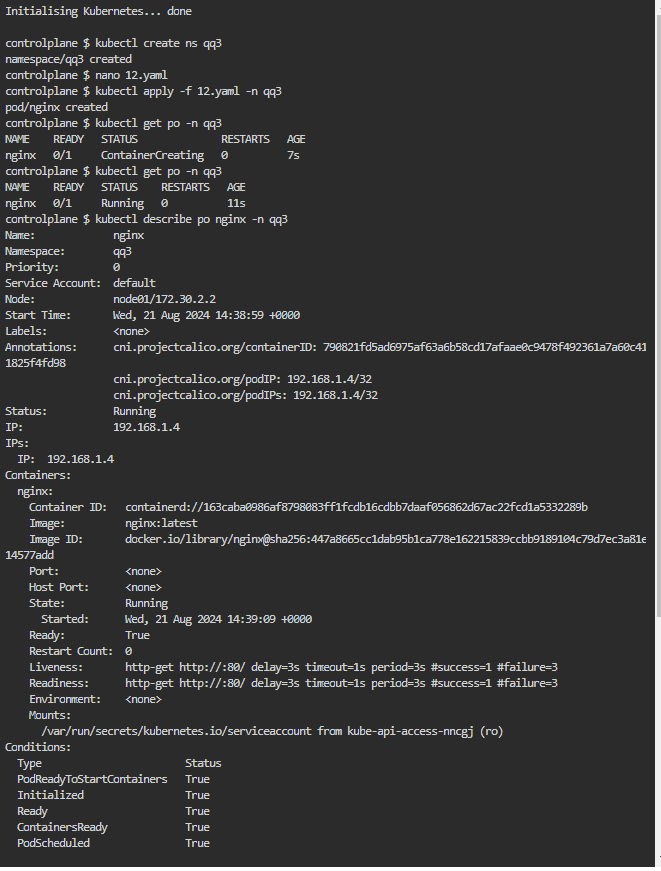 Initialising Kubernetes... done
controlplane $ kubectl create ns qq3
namespace/qq3 created
controlplane $ nano 12.yaml
controlplane $ kubectl apply -f 12.yaml -n qq3
pod/nginx created
controlplane $ kubectl get po -n qq3
NAME    READY   STATUS              RESTARTS   AGE
nginx   0/1     ContainerCreating   0          7s
controlplane $ kubectl get po -n qq3
NAME    READY   STATUS    RESTARTS   AGE
nginx   0/1     Running   0          11s
controlplane $ kubectl describe po nginx -n qq3
Name:             nginx
Namespace:        qq3
Priority:         0
Service Account:  default
Node:             node01/172.30.2.2
Start Time:       Wed, 21 Aug 2024 14:38:59 +0000
Labels:           <none>
Annotations:      cni.projectcalico.org/containerID: 790821fd5ad6975af63a6b58cd17afaae0c9478f492361a7a60c41
1825f4fd98
                  cni.projectcalico.org/podIP: 192.168.1.4/32
                  cni.projectcalico.org/podIPs: 192.168.1.4/32
Status:           Running
IP:               192.168.1.4
IPs:
  IP:  192.168.1.4
Containers:
  nginx:
    Container ID:   containerd://163caba0986af8798083ff1fcdb16cdbb7daaf056862d67ac22fcd1a5332289b
    Image:          nginx:latest
    Image ID:       docker.io/library/nginx@sha256:447a8665cc1dab95b1ca778e162215839ccbb9189104c79d7ec3a81e
14577add
    Port:           <none>
    Host Port:      <none>
    State:          Running
      Started:      Wed, 21 Aug 2024 14:39:09 +0000
    Ready:          True
    Restart Count:  0
    Liveness:       http-get http://:80/ delay=3s timeout=1s period=3s #success=1 #failure=3
    Readiness:      http-get http://:80/ delay=3s timeout=1s period=3s #success=1 #failure=3
    Environment:    <none>
    Mounts:
      /var/run/secrets/kubernetes.io/serviceaccount from kube-api-access-nncgj (ro)
Conditions:
  Type                        Status
  PodReadyToStartContainers   True
  Initialized                 True
  Ready                       True
  ContainersReady             True
  PodScheduled                True